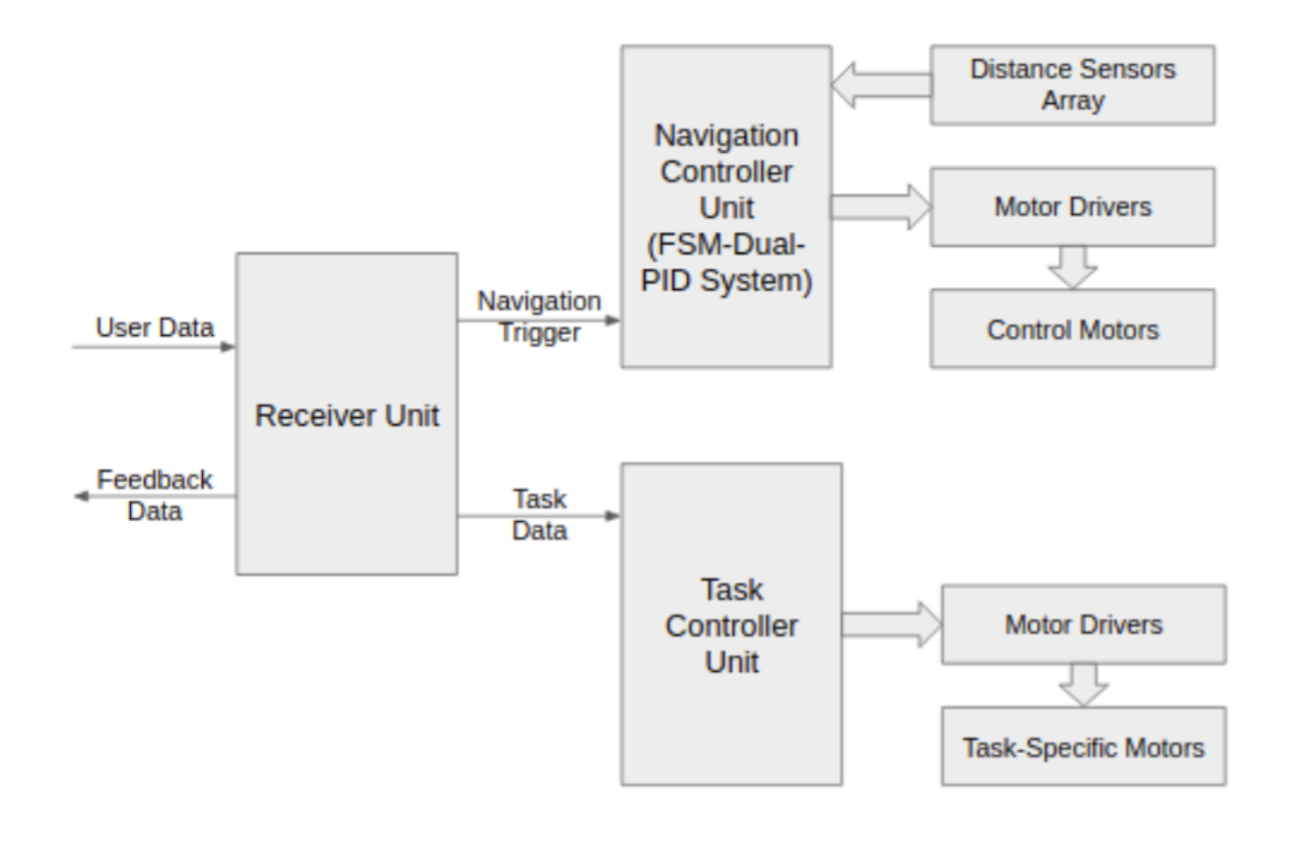 User Data
Feedback
Data
Receiver Unit
Navigation
Trigger
Task
Data
Navigation
Controller
Unit
(FSM-Dual-
PID System)
Distance Sensors
Array
Motor Drivers
Control Motors
Task
Controller
Unit
Motor Drivers
Task-Specific Motors